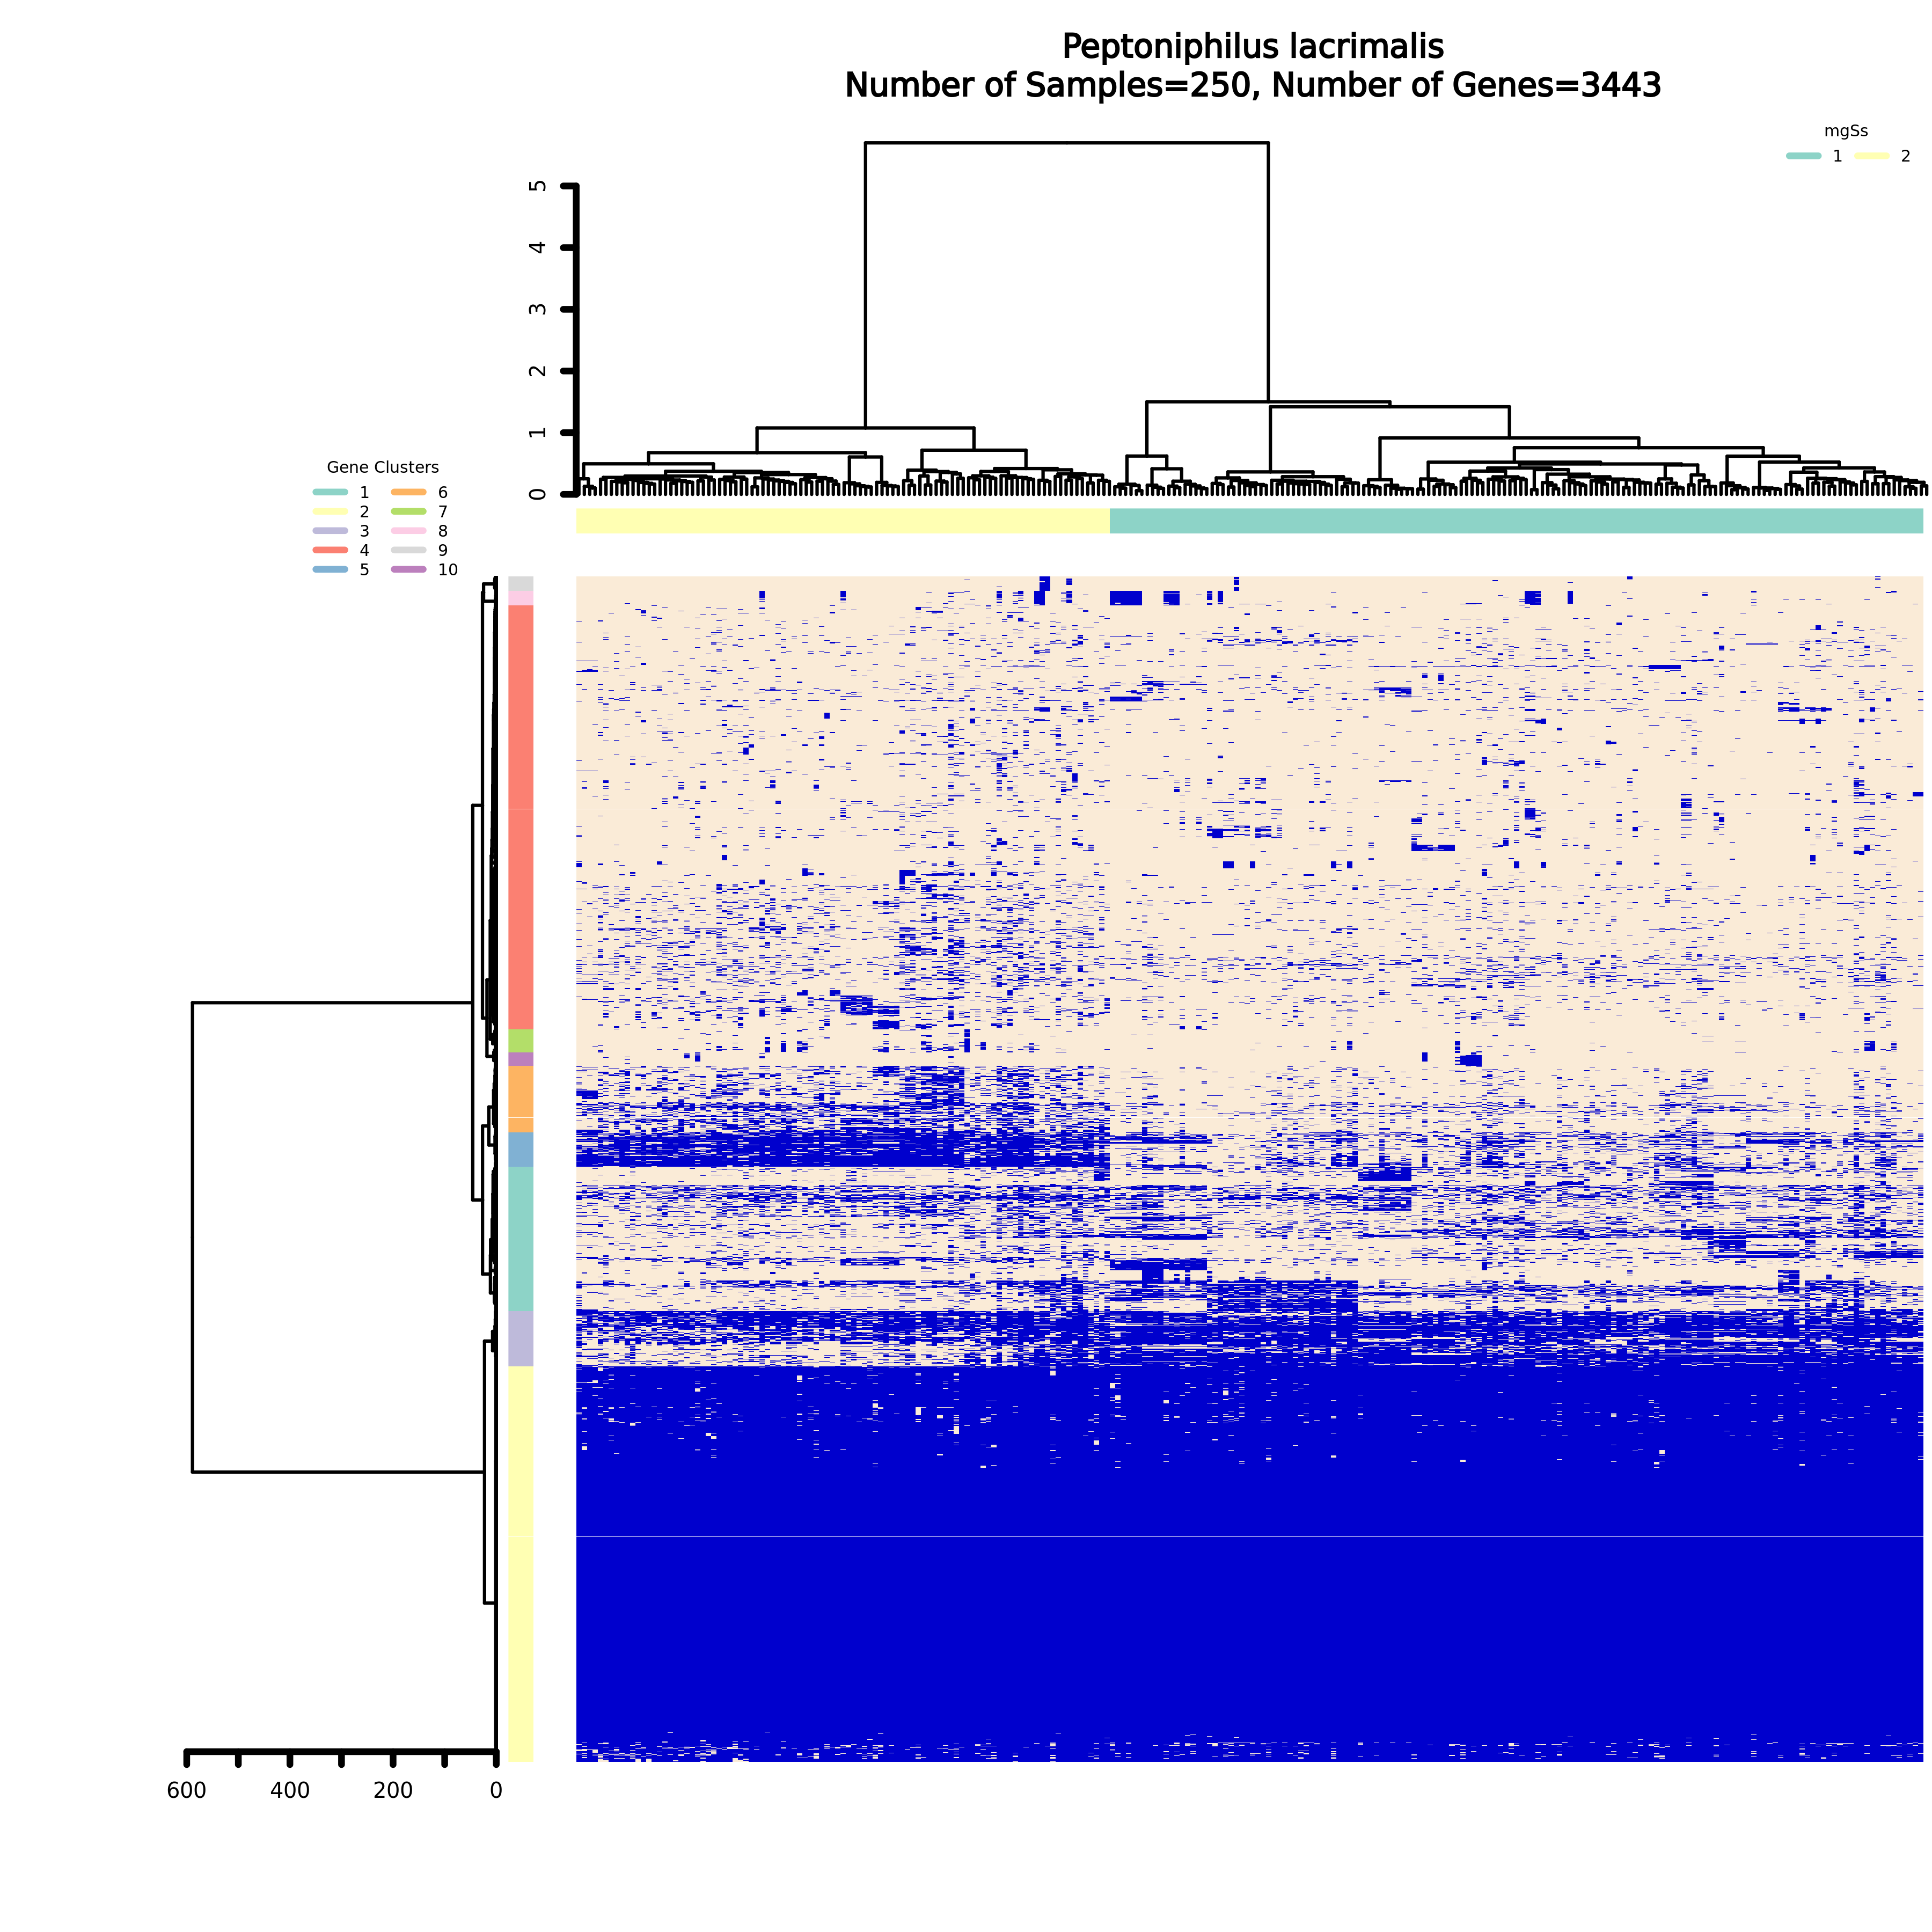 Peptoniphilus lacrimalis
Number of Samples=250, Number of Genes=3443
mgSs
1 2
5
4
3
2
1
0
Gene Clusters
1 6
2 7
3 8
4 9
5 10
600 400 200 0